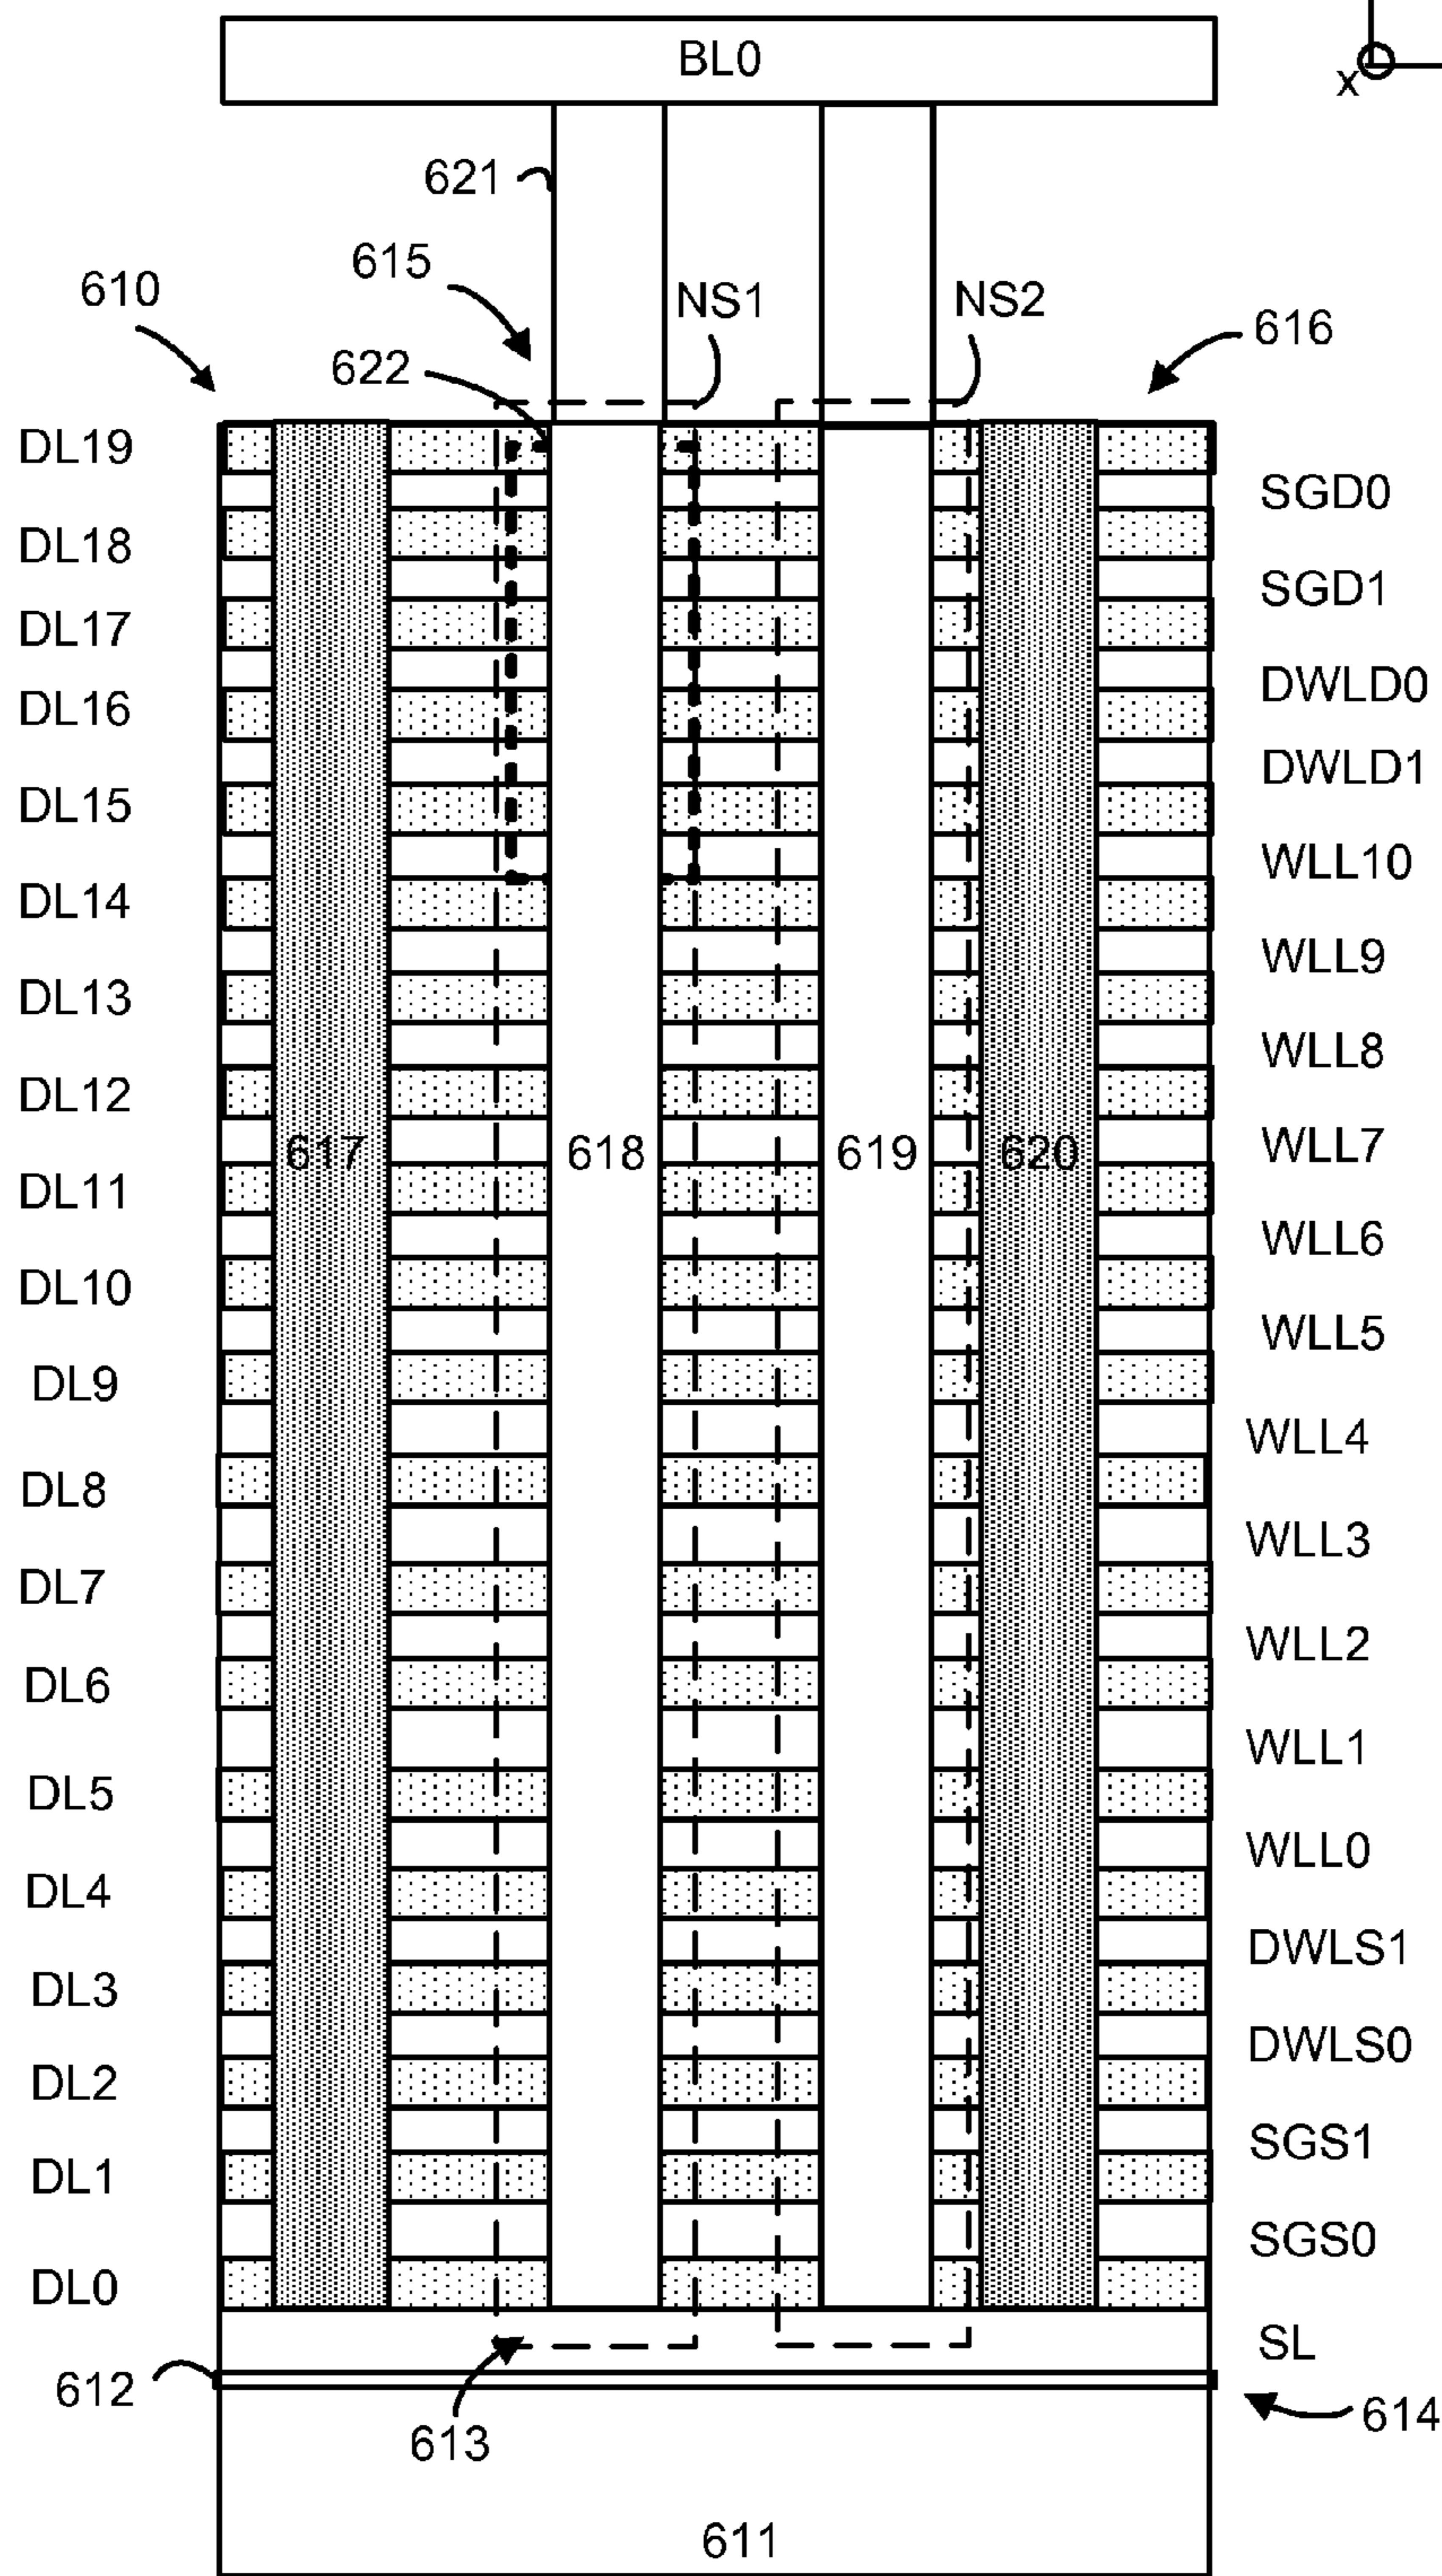 BL0
x
621
615
NS1
NS2
610
616
622
DL19
SGD0
DL18
SGD1
DL17
DWLD0
DL16
DWLD1
DL15
WLL10
DL14
WLL9
DL13
WLL8
DL12
WLL7
617
618
619
620
DL11
WLL6
DL10
WLL5
DL9
WLL4
DL8
WLL3
DL7
WLL2
DL6
WLL1
DL5
WLL0
DL4
DWLS1
DL3
DWLS0
DL2
SGS1
DL1
SGS0
DL0
SL
612
614
613
611